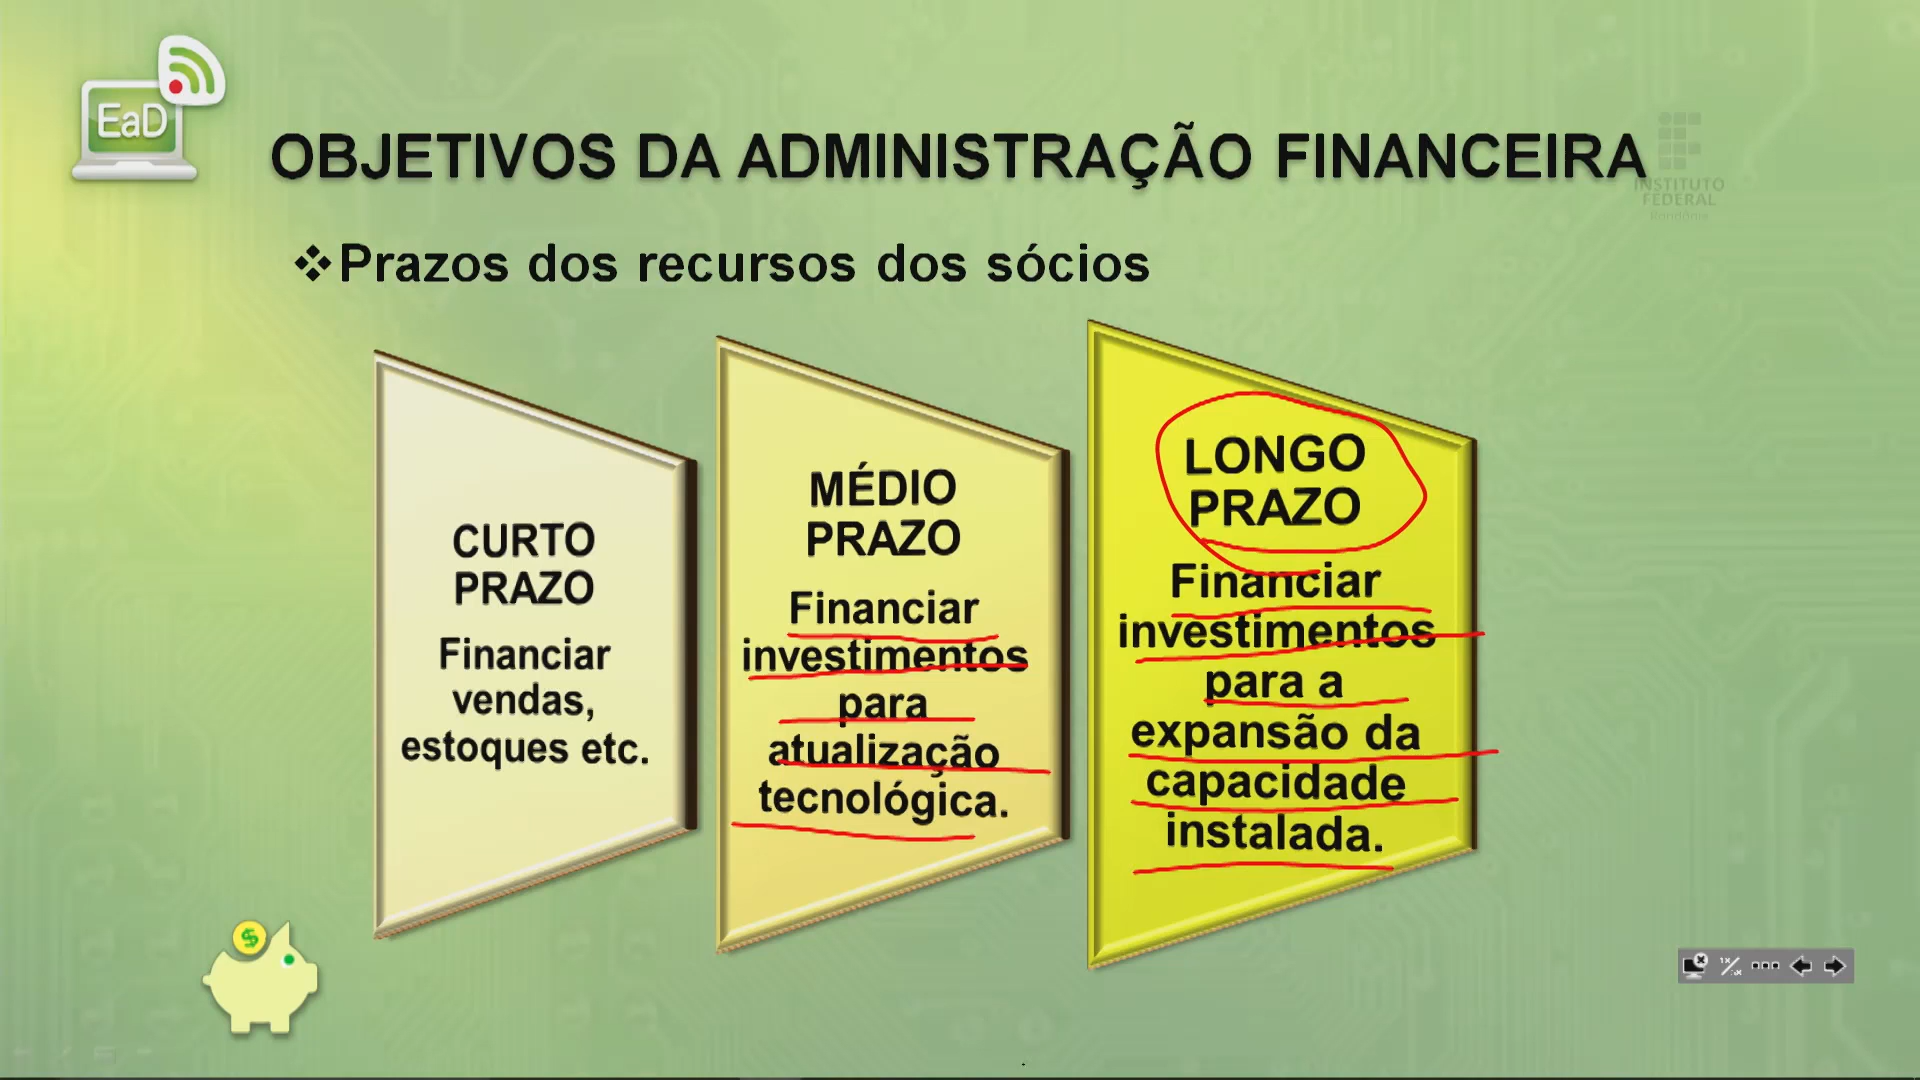 EaD
OBJETIVOS DA ADMINISTRAÇÃO FINANCEIRA
INSTITUTO
FEDERAL
Rondônia
❖Prazos dos recursos dos sócios
CURTO
PRAZO
Financiar
vendas,
estoques etc.
MÉDIO
PRAZO
Financiar
investimentos
para
atualização
tecnológica.
LONGO
PRAZO
Financiar
investimentos
para a
expansão da
capacidade
instalada.
$